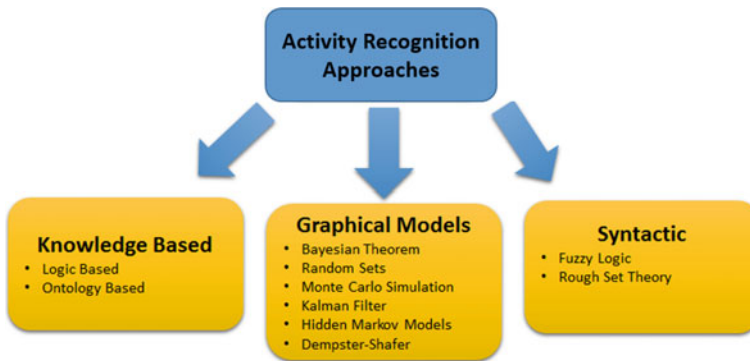 Activity Recognition
Approaches
Knowledge Based
• Logic Based
• Ontology Based
Graphical Models
• Bayesian Theorem
• Random Sets
• Monte Carlo Simulation
• Kalman Filter
• Hidden Markov Models
• Dempster-Shafer
Syntactic
• Fuzzy Logic
• Rough Set Theory